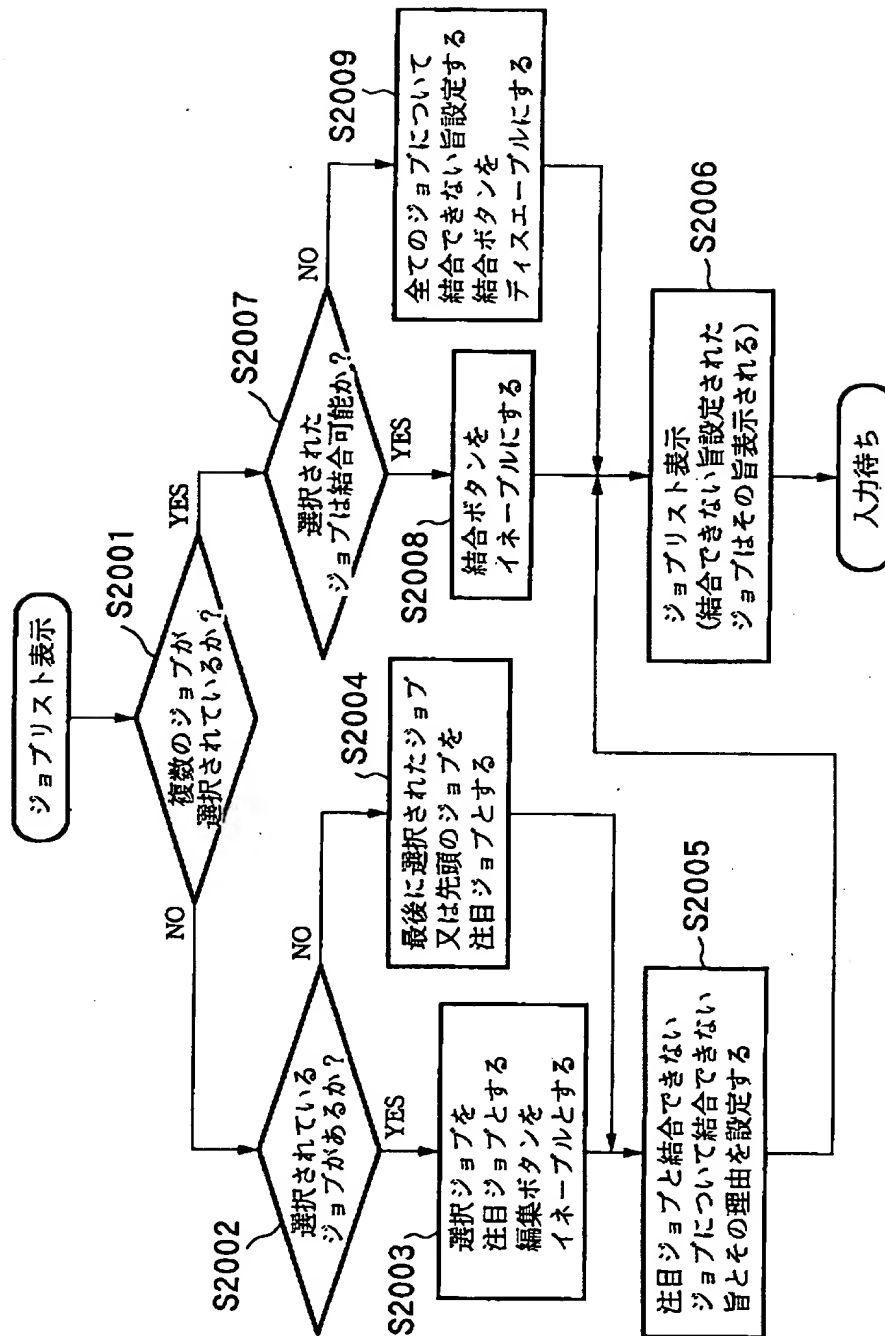 ジョブリスト表示
S2001
複数のジョブが
選択されているか?
NO
YES
S2002
選択されている
ジョブがあるか?
NO
YES
S2003
選択ジョブを
注目ジョブとする
編集ボタンを
イネーブルとする
S2004
最後に選択されたジョブ
又は先頭のジョブを
注目ジョブとする
S2005
注目ジョブと結合できない
ジョブについて結合できない
旨とその理由を設定する
S2007
選択された
ジョブは結合可能か?
NO
YES
S2008
結合ボタンを
イネーブルにする
S2009
全てのジョブについて
結合できない旨設定する
結合ボタンを
ディスエーブルにする
S2006
ジョブリスト表示
(結合できない旨設定された
ジョブはその旨表示される)
入力待ち